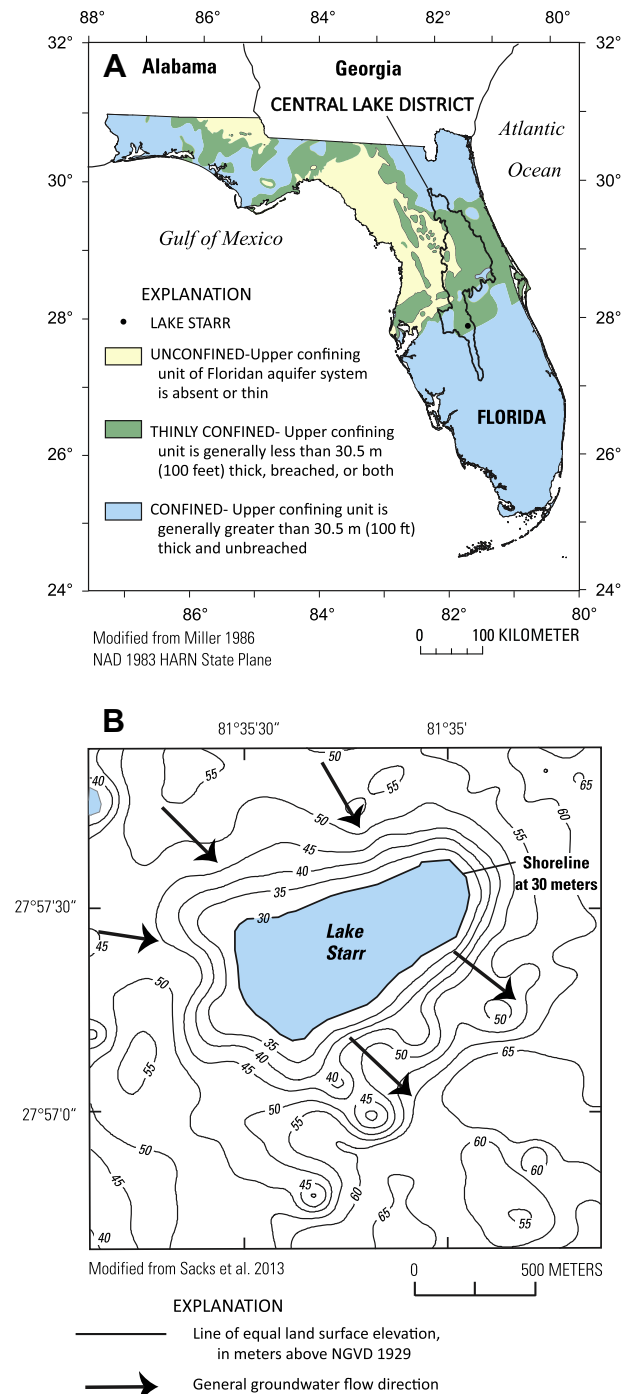 88° 86° 84° 82° 80°
32° 32°
A
Alabama
Georgia
CENTRAL LAKE DISTRICT
Atlantic
Ocean
30° 30°
Gulf of Mexico
EXPLANATION
LAKE STARR
28° 28°
UNCONFINED-Upper confining
unit of Floridan aquifer system
is absent or thin
FLORIDA
THINLY CONFINED- Upper confining
unit is generally less than 30.5 m
(100 feet) thick, breached, or both
26° 26°
CONFINED- Upper confining unit is
generally greater than 30.5 m (100 ft)
thick and unbreached
24° 24°
86° 84° 82° 80°
Modified from Miller 1986
NAD 1983 HARN State Plane
0 100 KILOMETER
B
81°35'30" 81°35'
50
55
55
65
40
60
50
50
55
45
40
35
Shoreline
at 30 meters
27°57'30"
30
Lake
Starr
45
50
50
35
40
45
50
65
55
40
45
27°57'0"
50
55
50
60
60
45
45
60
65
55
40
Modified from Sacks et al. 2013
0 500 METERS
EXPLANATION
Line of equal land surface elevation,
in meters above NGVD 1929
General groundwater flow direction